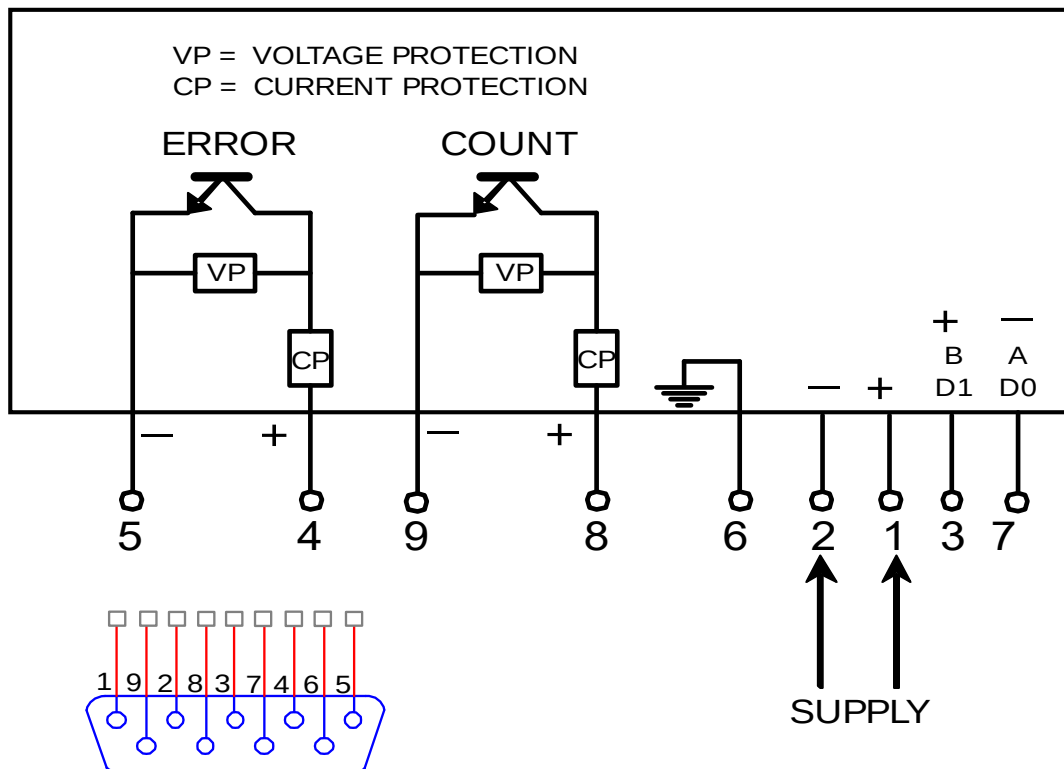 VP = VOLTAGE PROTECTION
CP = CURRENT PROTECTION
ERROR COUNT
VP VP
CP CP
+ —
B A
D1 D0
— +
— + — +
5 4 9 8 6 2 1 3 7
1 9 2 8 3 7 4 6 5
SUPPLY